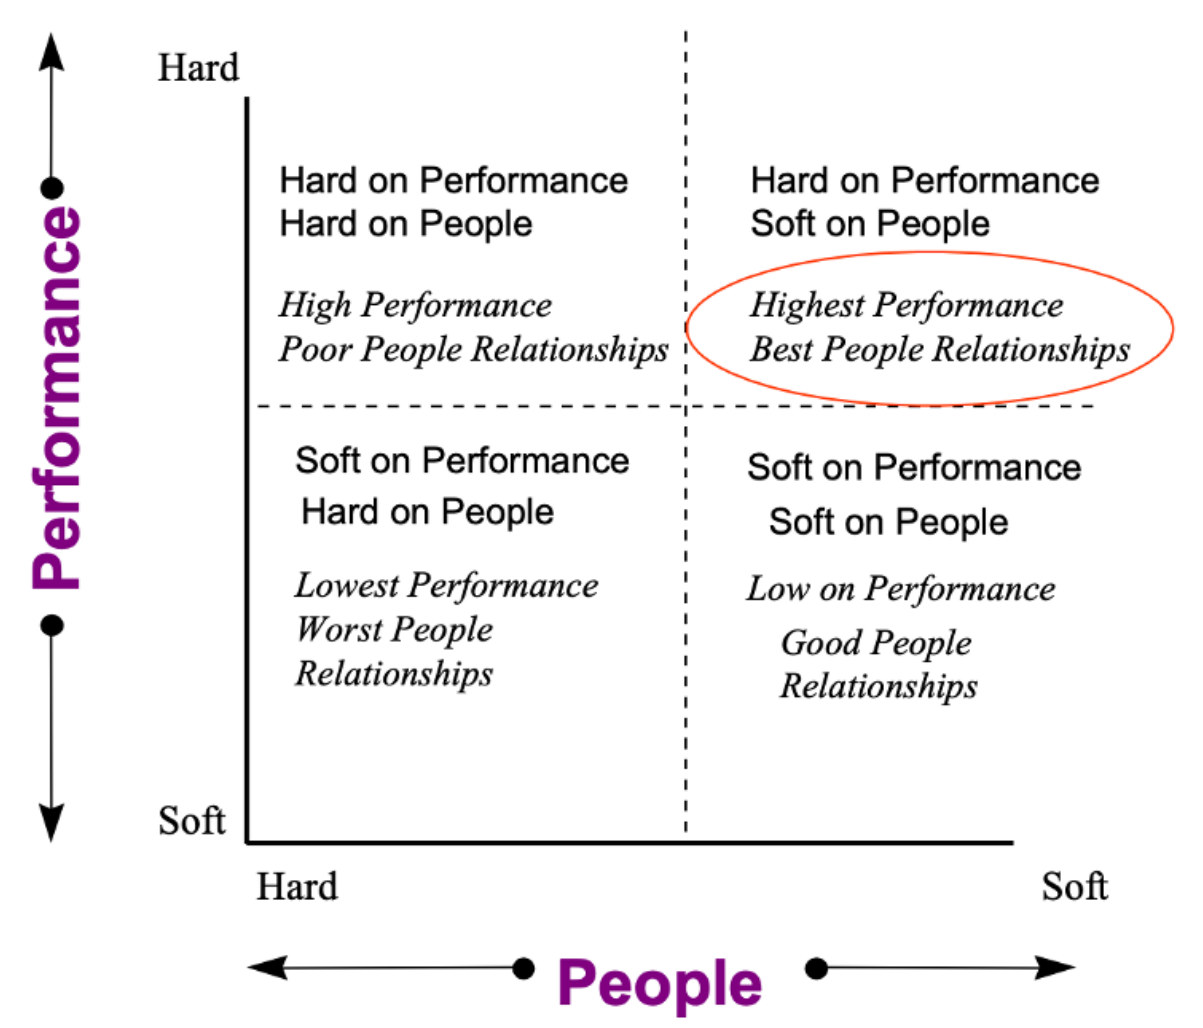 Hard
Hard on Performance
Hard on People
High Performance
Poor People Relationships
Hard on Performance
Soft on People
Highest Performance
Best People Relationships
Performance
Soft on Performance
Hard on People
Lowest Performance
Worst People
Relationships
Soft on Performance
Soft on People
Low on Performance
Good People
Relationships
Soft
Hard
Soft
People